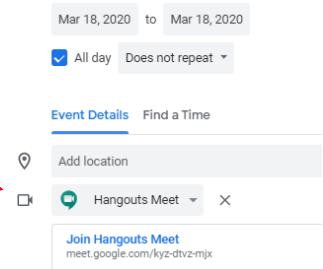 Mar 18, 2020 to Mar 18, 2020
All day Does not repeat
Event Details Find a Time
Add location
Hangouts Meet
Join Hangouts Meet
meet.google.com/kyz-dtvz-mjx